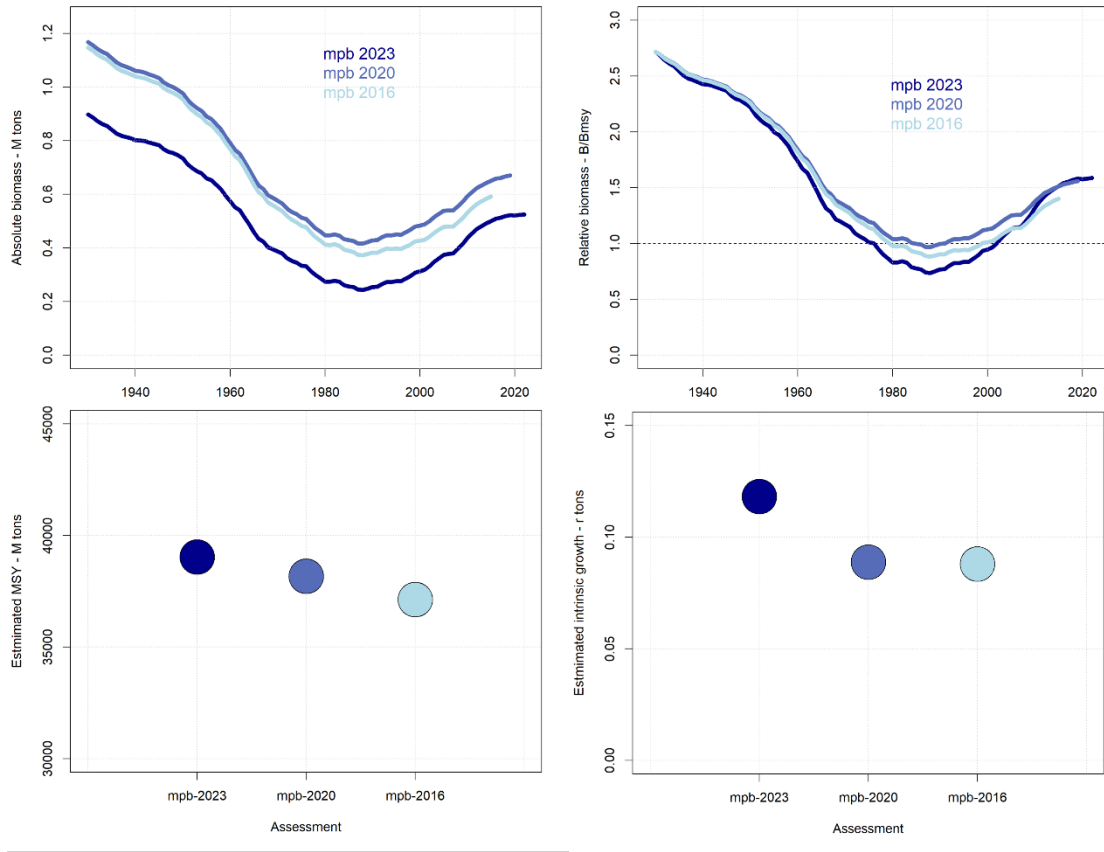 Absolute biomass - M tons
1.2
1.0
0.8
0.6
0.4
0.2
0.0
mpb 2023
mpb 2020
mpb 2016
1940 1960 1980 2000 2020
Relative biomass - B/Bmsy
3.0
2.5
2.0
1.5
1.0
0.5
0.0
mpb 2023
mpb 2020
mpb 2016
1940 1960 1980 2000 2020
Estmimated MSY - M tons
45000
40000
35000
30000
mpb-2023 mpb-2020 mpb-2016
Assessment
Estmimated intrinsic growth - r tons
0.15
0.10
0.05
0.00
mpb-2023 mpb-2020 mpb-2016
Assessment